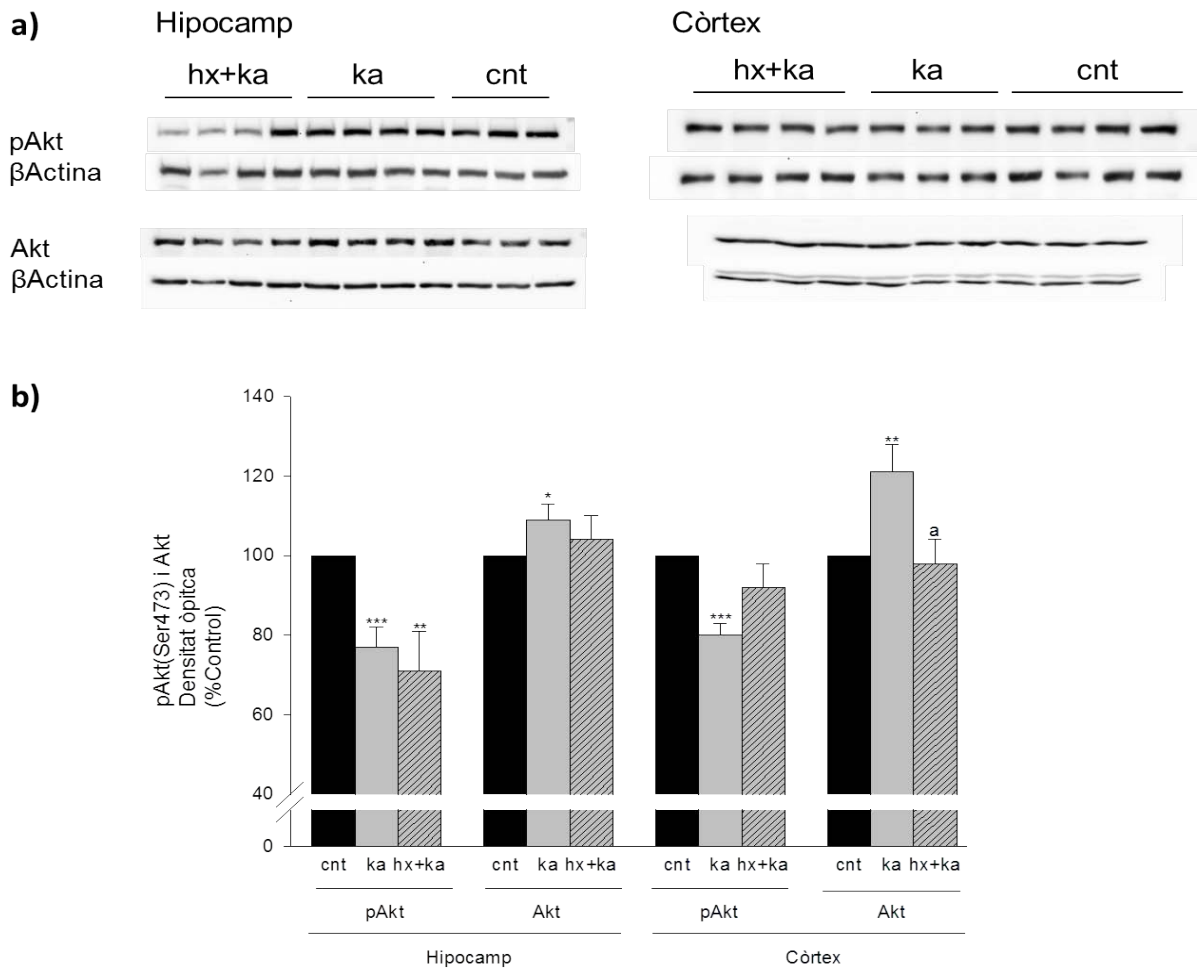 a)
Hipocamp
Còrtex
hx+ka ka cnt
hx+ka ka cnt
pAkt
βActina
Akt
βActina
b)
pAkt(Ser473) i Akt
Densitat òpitca
(%Control)
140
120
100
80
60
40
0
*** ** * *** ** a
cnt ka hx+ka cnt ka hx+ka cnt ka hx+ka cnt ka hx+ka
pAkt Akt pAkt Akt
Hipocamp Còrtex